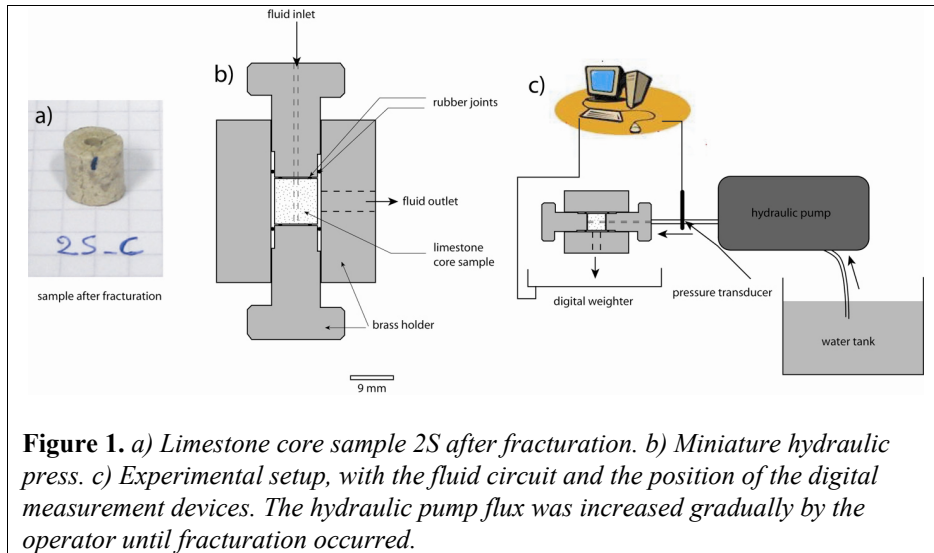 a)
2S_C
sample after fracturation
b)
fluid inlet
rubber joints
fluid outlet
limestone
core sample
brass holder
9 mm
c)
hydraulic pump
pressure transducer
digital weighter
water tank
Figure 1. a) Limestone core sample 2S after fracturation. b) Miniature hydraulic
press. c) Experimental setup, with the fluid circuit and the position of the digital
measurement devices. The hydraulic pump flux was increased gradually by the
operator until fracturation occurred.